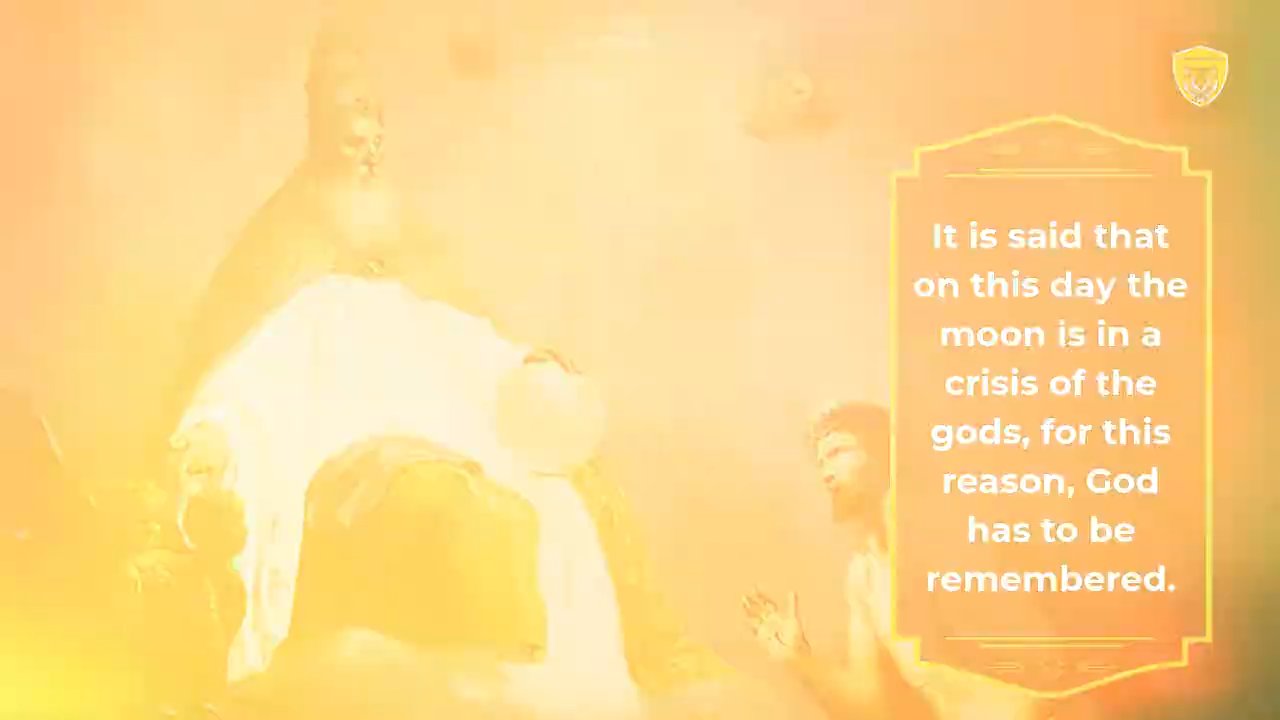 It is said that
on this day the
moon is in a
crisis of the
gods, for this
reason, God
has to be
remembered.